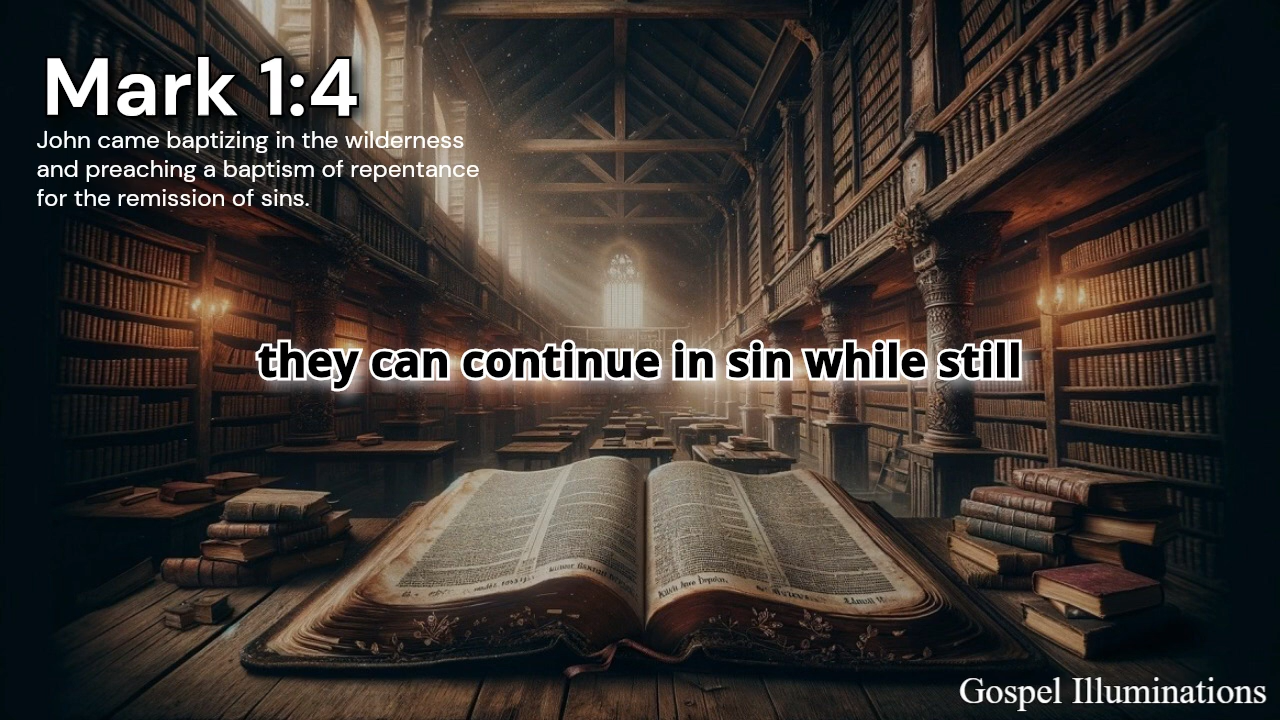 Mark 1:4
John came baptizing in the wilderness
and preaching a baptism of repentance
for the remission of sins.
they can continue in sin while still
Gospel Illuminations